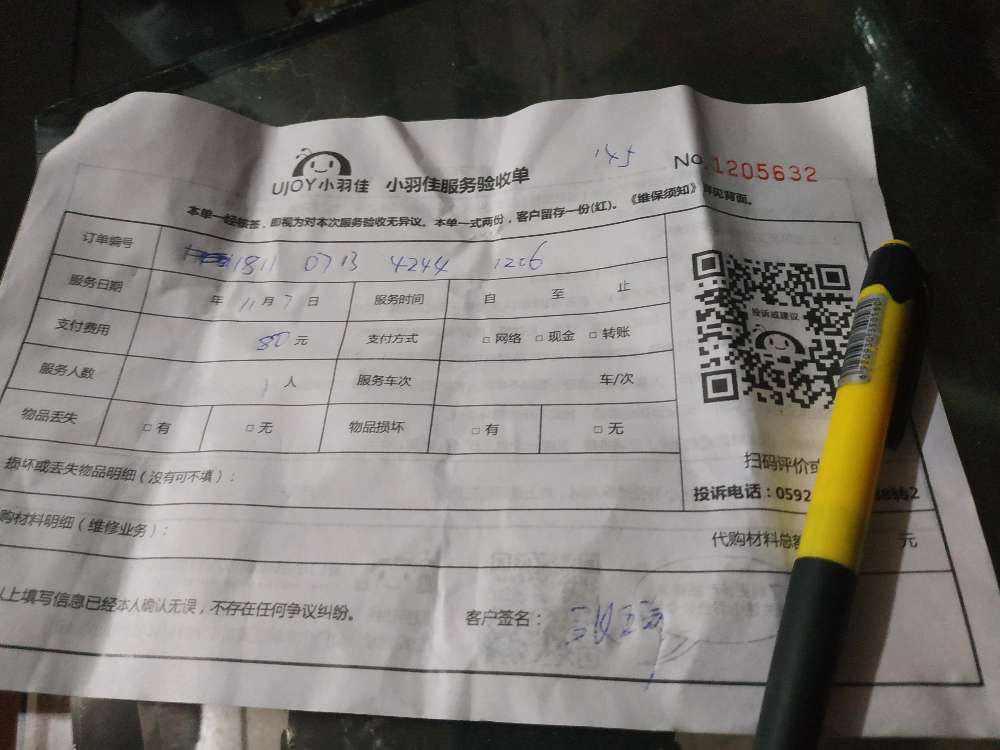 UJOY小羽佳 小羽佳服务验收单 145 No.1205632
本单一经核签，即视为对本次服务验收无异议。本单一式两份，客户留存一份(红)。《维保须知》详见背面。
订单编号 1811 0713 4244 1206
服务日期 年 11 月 7 日 服务时间 自 至 止
投诉或建议
支付费用 80 元 支付方式 □ 网络 □ 现金 □ 转账
服务人数 1 人 服务车次 车/次
物品丢失 □ 有 □ 无 物品损坏 □ 有 □ 无
扫码评价或
损坏或丢失物品明细（没有可不填）：
投诉电话：0592
购材料明细（维修业务）：
代购材料总 元
以上填写信息已经本人确认无误，不存在任何争议纠纷。
客户签名：